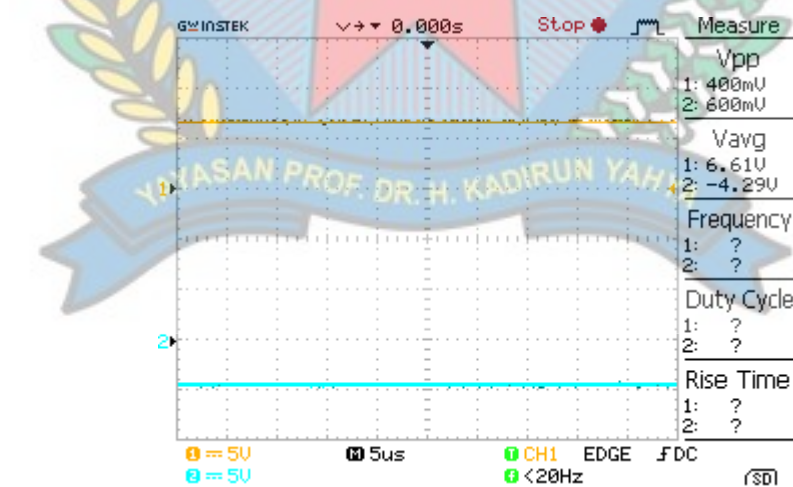 GW INSTEK 0.000s Stop Measure
Vpp
1: 400mV
2: 600mV
Vavg
1: 6.61V
2: -4.29V
YAYASAN PROF. DR. H. KADIRUN
1
Frequency
1: ?
2: ?
Duty Cycle
1: ?
2: ?
2
Rise Time
1: ?
2: ?
1 5V M 5us T CH1 EDGE DC
2 5V f <20Hz SD